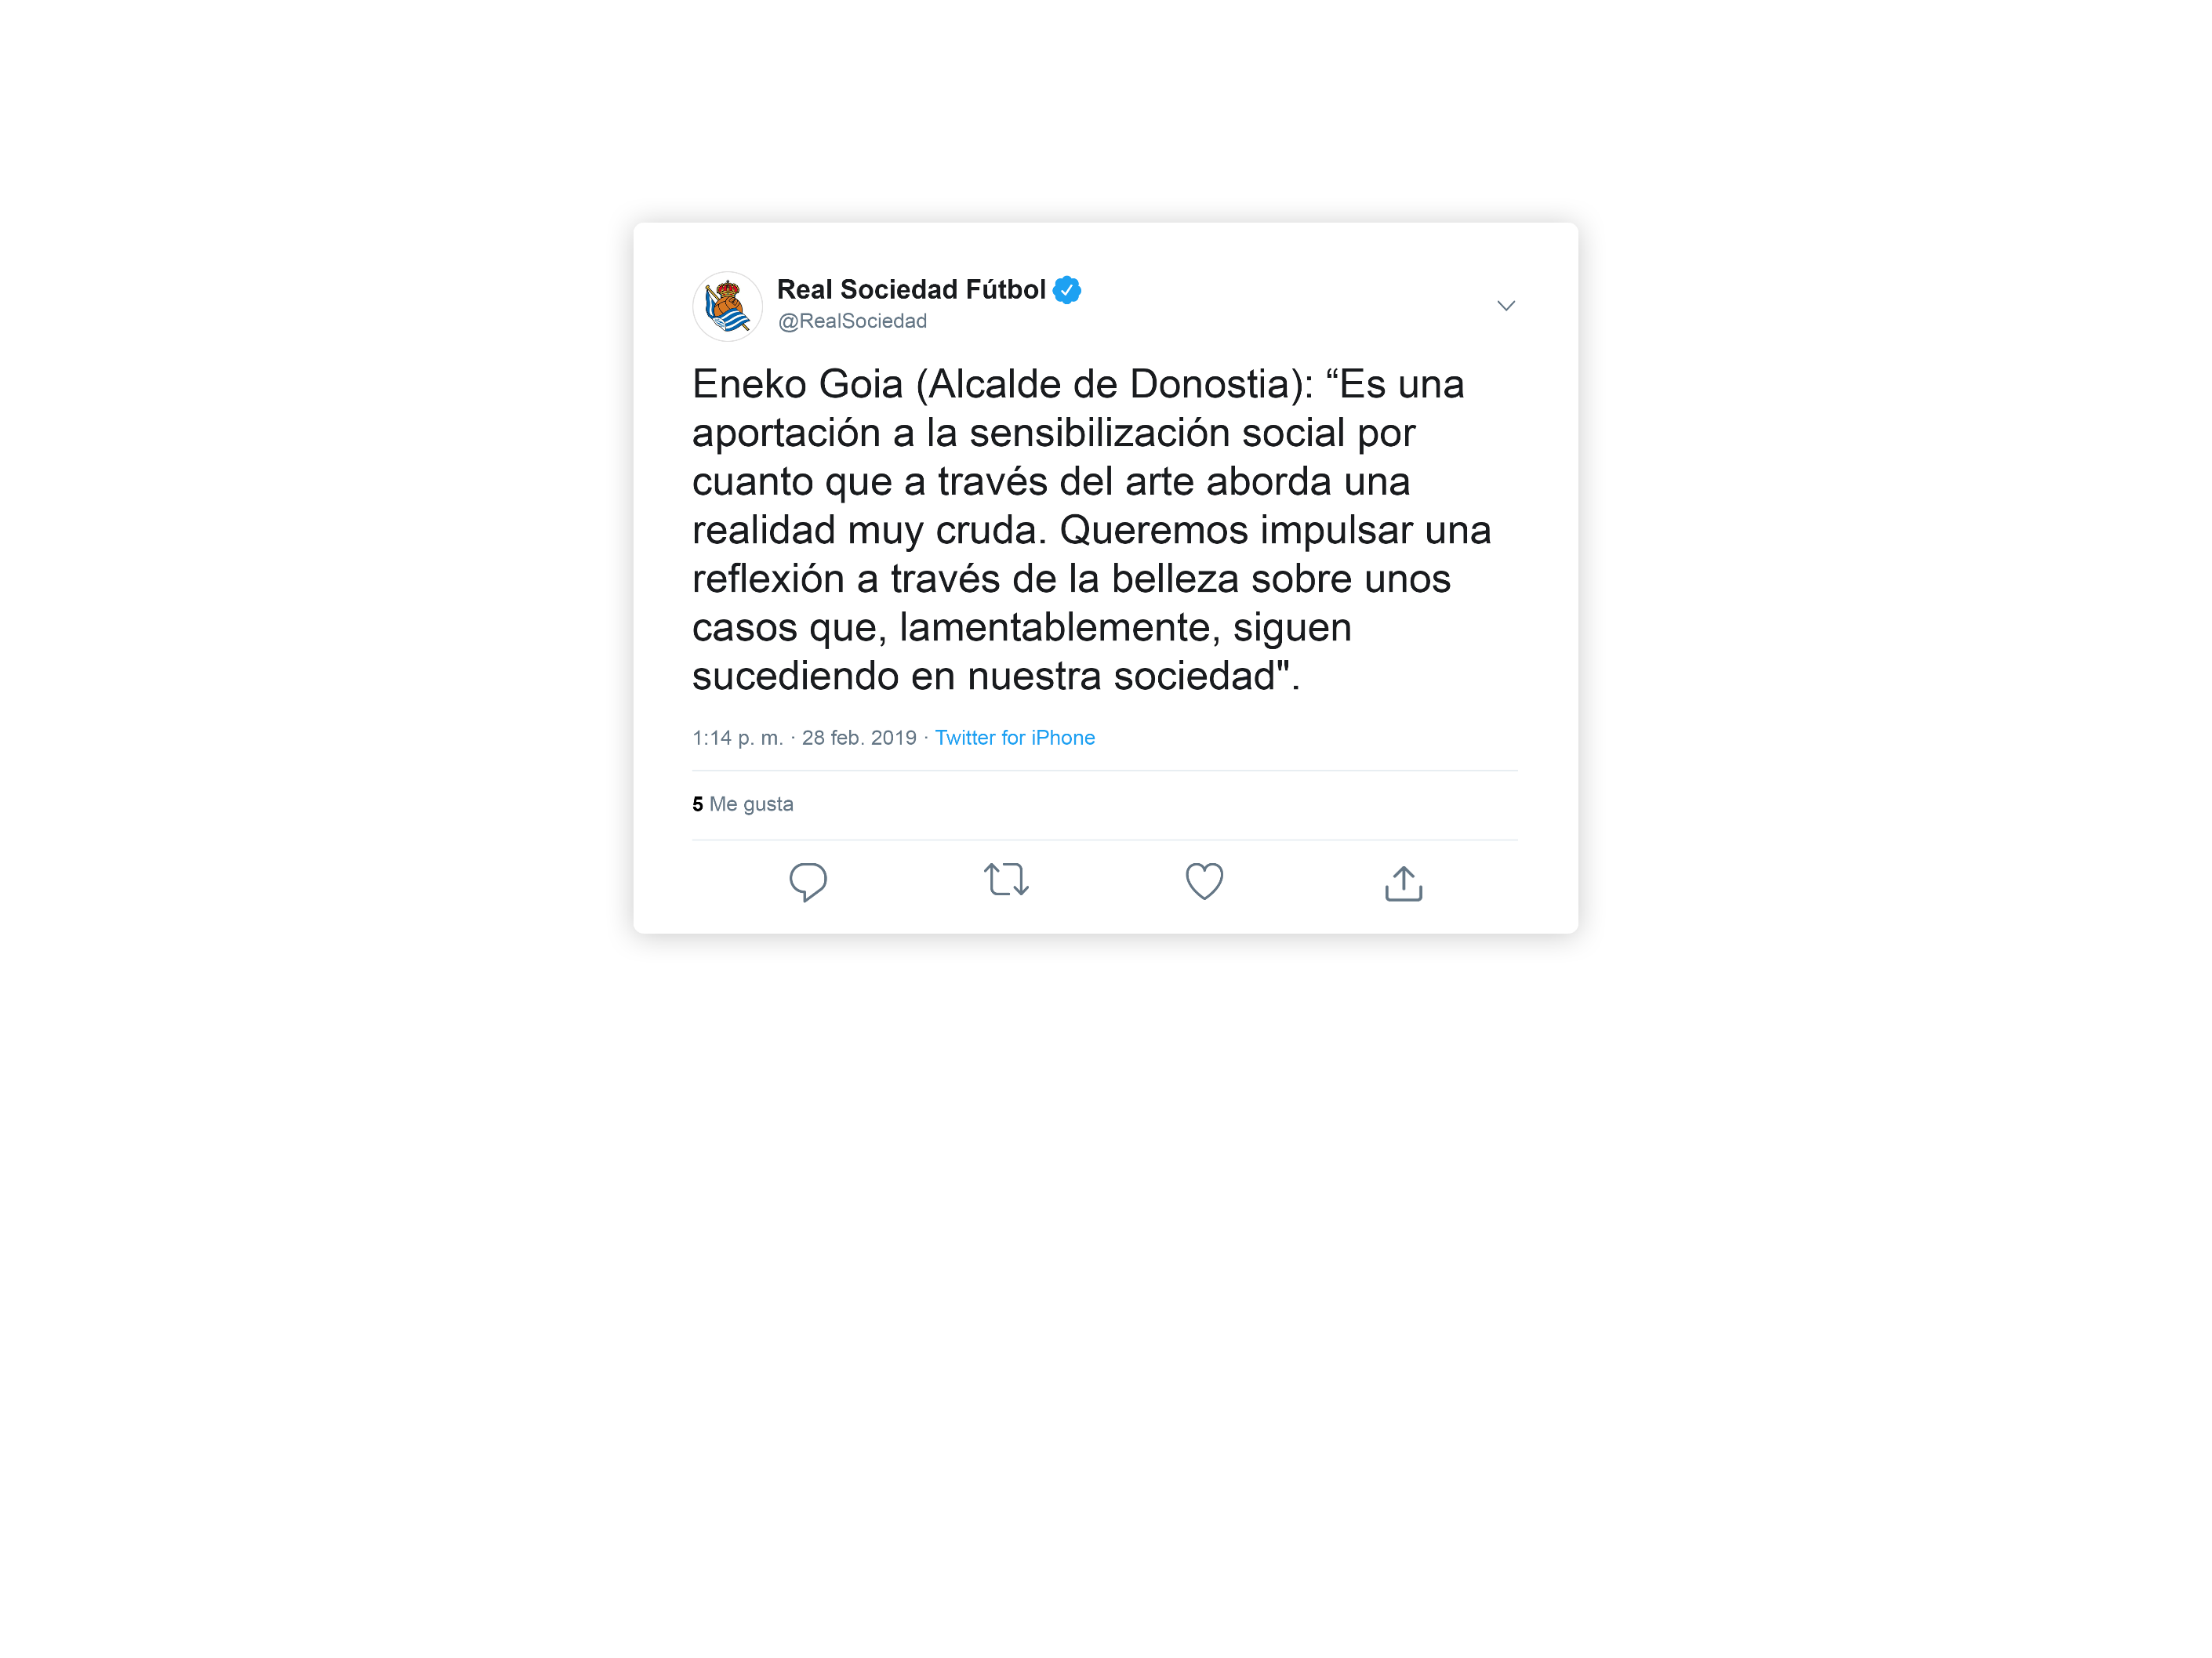 Real Sociedad Fútbol
@RealSociedad
Eneko Goia (Alcalde de Donostia): “Es una
aportación a la sensibilización social por
cuanto que a través del arte aborda una
realidad muy cruda. Queremos impulsar una
reflexión a través de la belleza sobre unos
casos que, lamentablemente, siguen
sucediendo en nuestra sociedad".
1:14 p. m. · 28 feb. 2019 · Twitter for iPhone
5 Me gusta